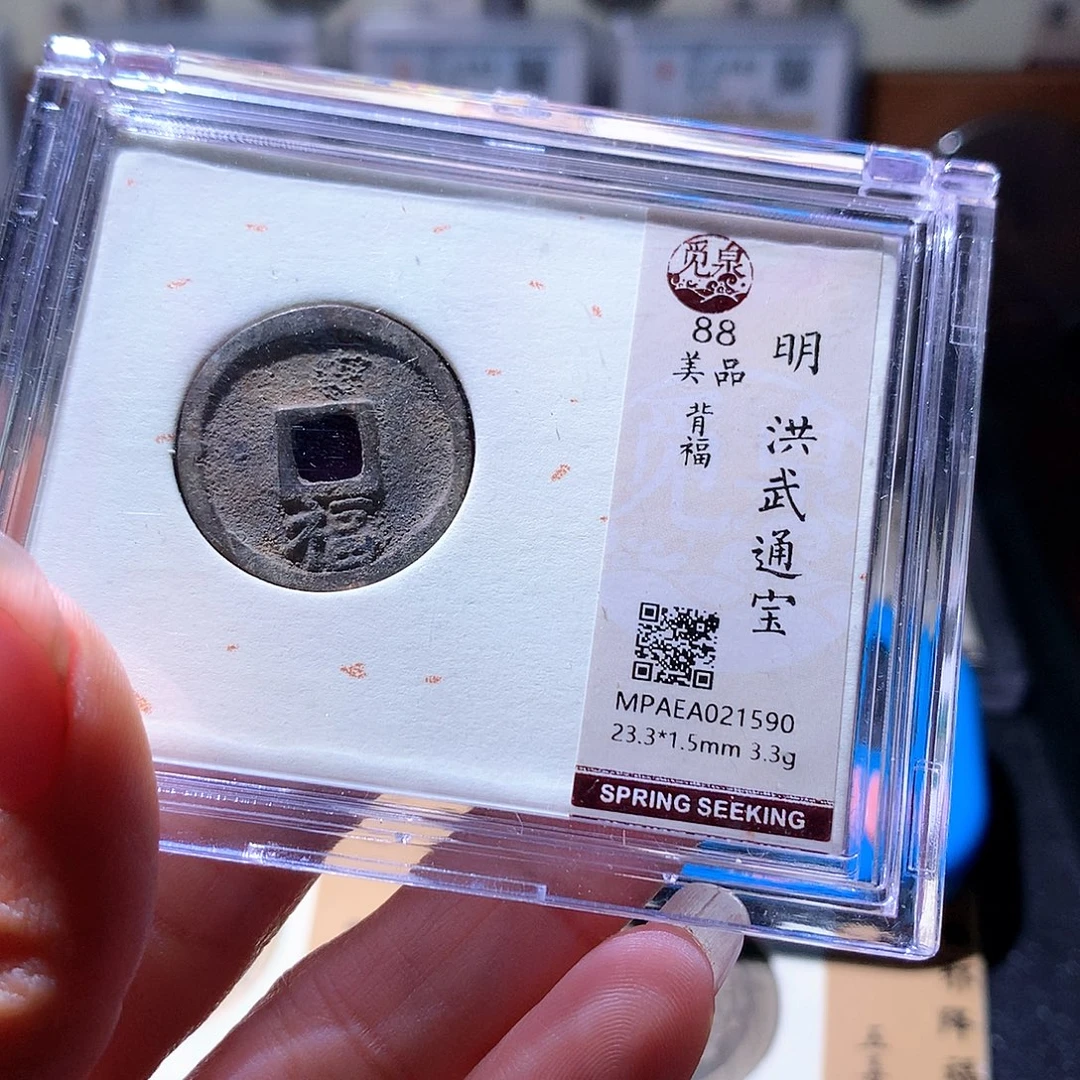 福
觅泉
88
美品
背福
明 洪武通宝
MPAEA021590
23.3*1.5mm 3.3g
SPRING SEEKING